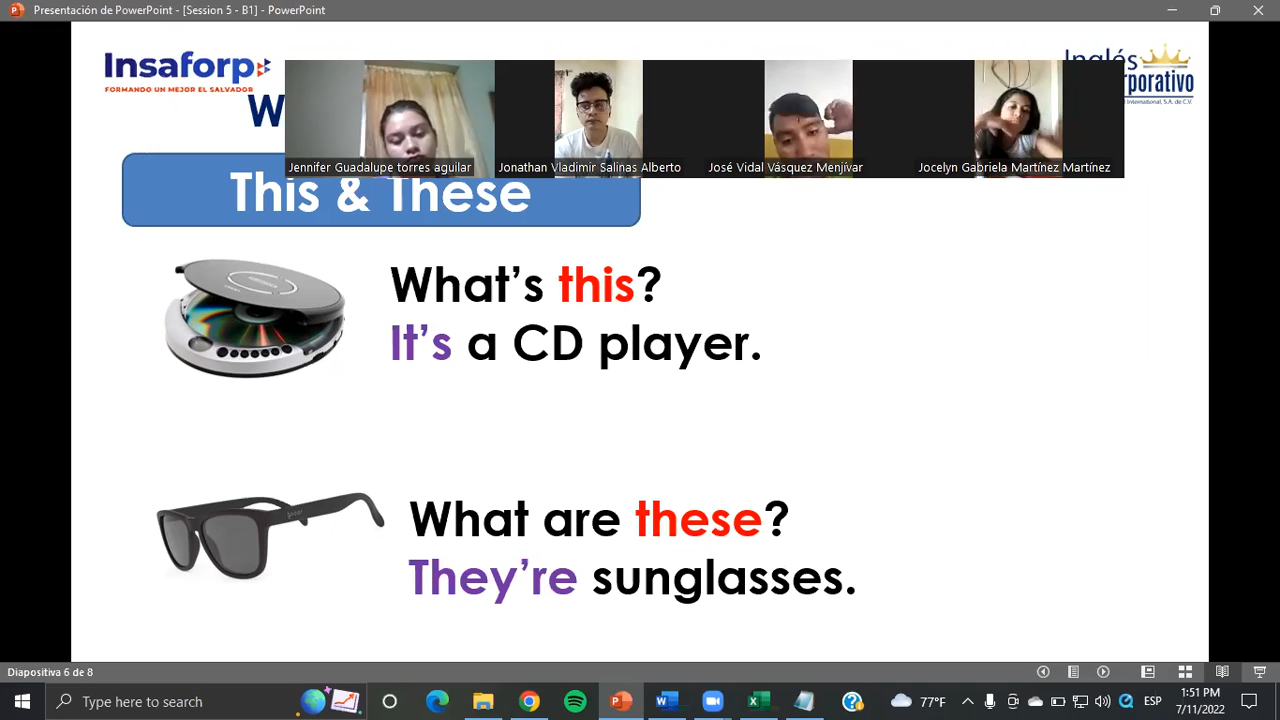 Presentación de PowerPoint - [Session 5 - B1] - PowerPoint
Insaforp
FORMANDO UN MEJOR EL SALVADOR
Inglés
W
Jennifer Guadalupe torres aguilar
Jonathan Vladimir Salinas Alberto
José Vidal Vásquez Menjívar
Jocelyn Gabriela Martínez Martínez
This & These
What's this?
It's a CD player.
What are these?
They're sunglasses.
Diapositiva 6 de 8
Type here to search
77°F
ESP
1:51 PM
7/11/2022